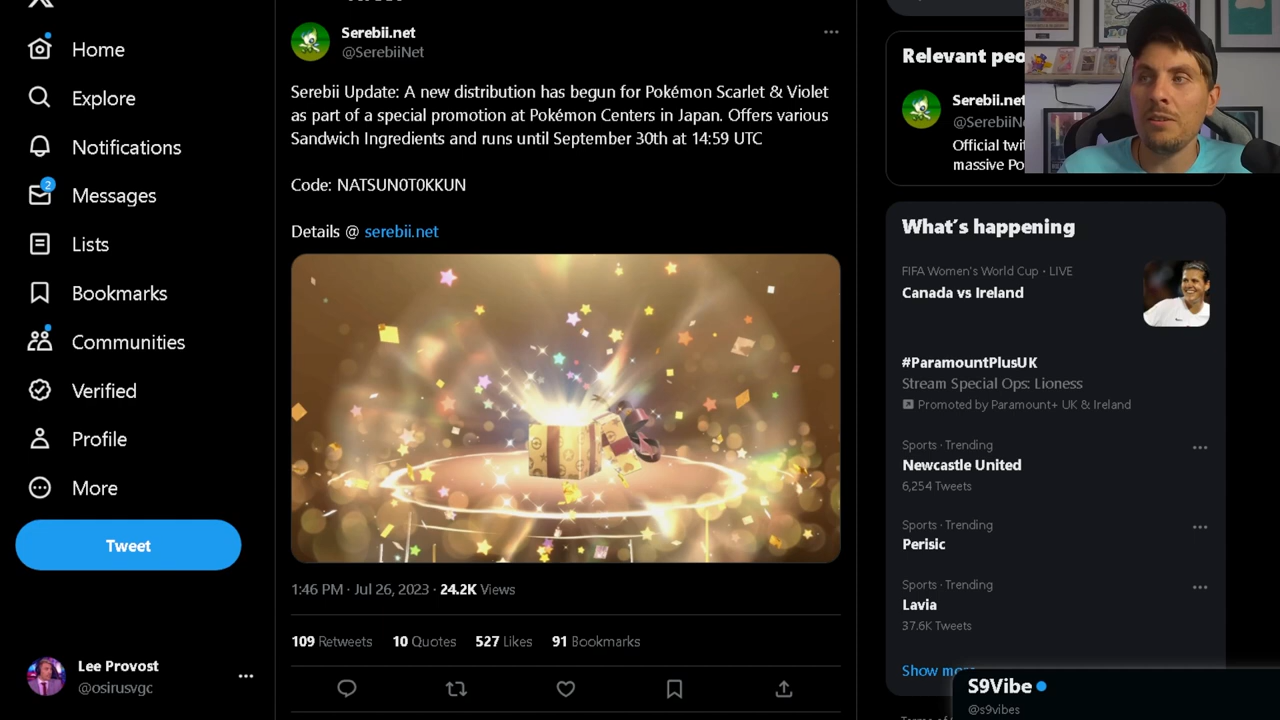 Home
Explore
Notifications
2
Messages
Lists
Bookmarks
Communities
Verified
Profile
More
Tweet
Lee Provost
@osirusvgc
Serebii.net
@SerebiiNet
Serebii Update: A new distribution has begun for Pokémon Scarlet & Violet
as part of a special promotion at Pokémon Centers in Japan. Offers various
Sandwich Ingredients and runs until September 30th at 14:59 UTC
Code: NATSUN0T0KKUN
Details @ serebii.net
1:46 PM · Jul 26, 2023 · 24.2K Views
109 Retweets 10 Quotes 527 Likes 91 Bookmarks
Relevant peo
Serebii.net
@SerebiiN
Official twit
massive Po
What's happening
FIFA Women's World Cup · LIVE
Canada vs Ireland
#ParamountPlusUK
Stream Special Ops: Lioness
Promoted by Paramount+ UK & Ireland
Sports · Trending
Newcastle United
6,254 Tweets
Sports · Trending
Perisic
Sports · Trending
Lavia
37.6K Tweets
Show more
S9Vibe
@s9vibes